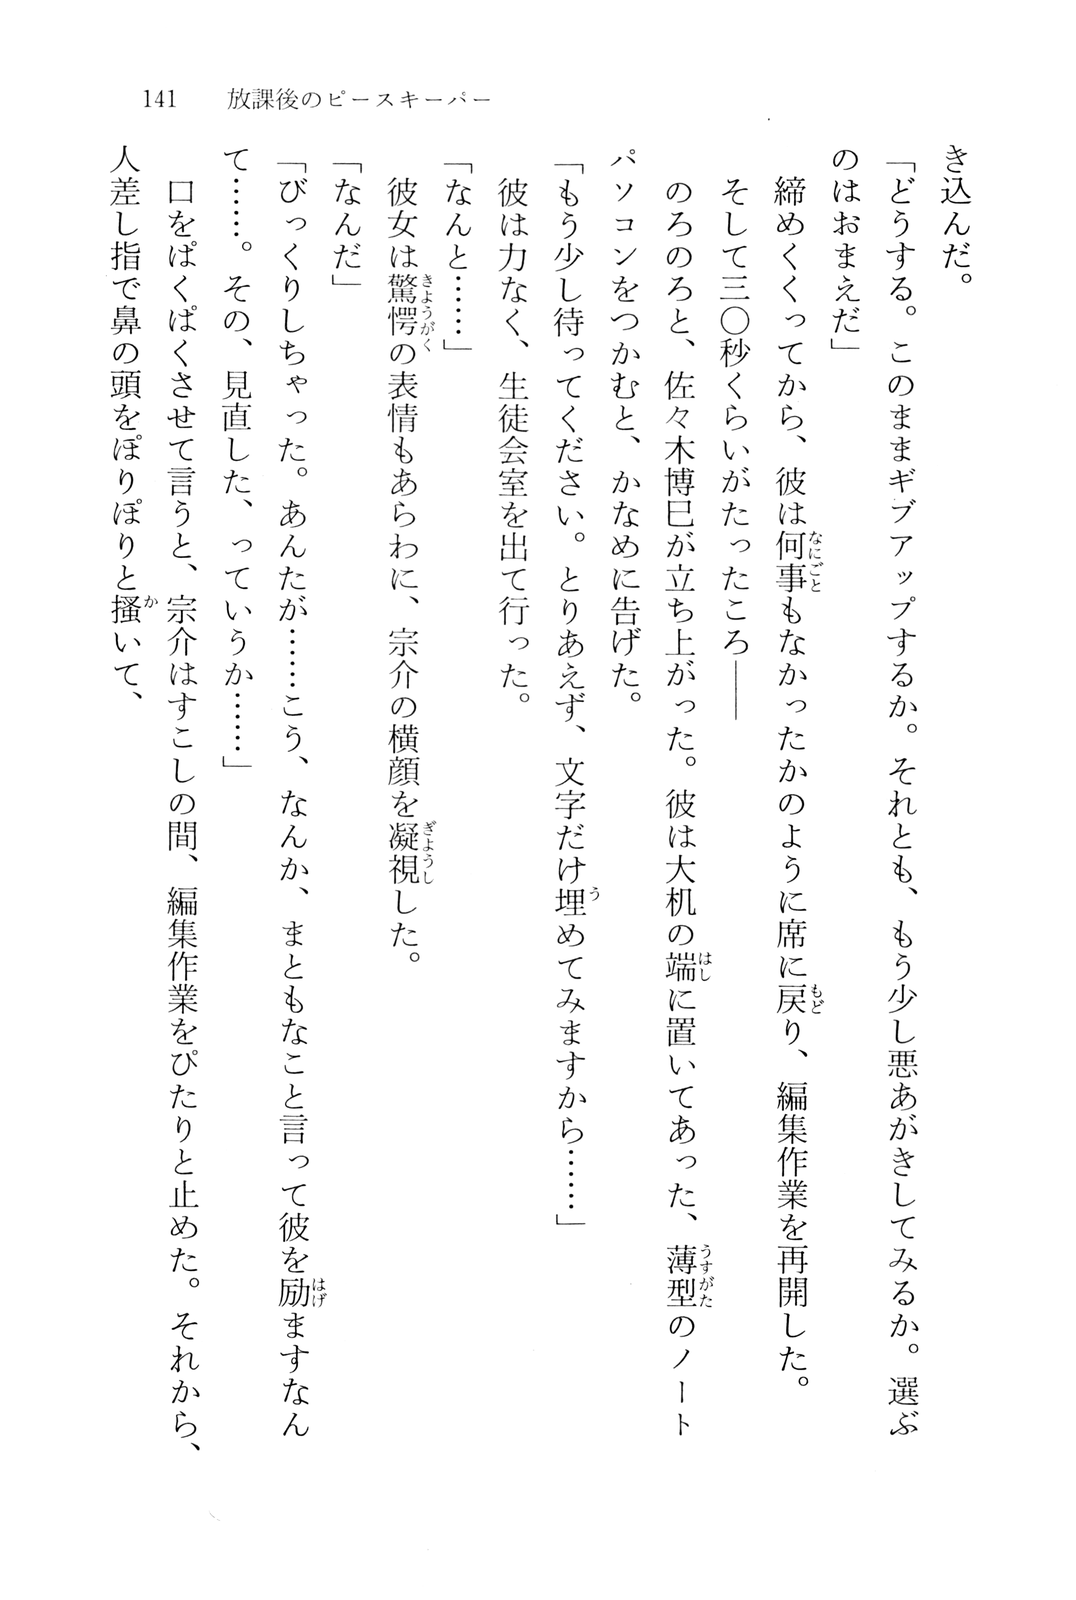 141 放課後のピースキーパー
き込んだ。
「どうする。このままギブアップするか。それとも、もう少し悪あがきしてみるか。選ぶ
のはおまえだ」
締めくくってから、彼は何事もなかったかのように席に戻り、編集作業を再開した。
そして三〇秒くらいがたったころ――
のろのろと、佐々木博巳が立ち上がった。彼は大机の端に置いてあった、薄型のノート
パソコンをつかむと、かなめに告げた。
「もう少し待ってください。とりあえず、文字だけ埋めてみますから……」
彼は力なく、生徒会室を出て行った。
「なんと……」
彼女は驚愕の表情もあらわに、宗介の横顔を凝視した。
「なんだ」
「びっくりしちゃった。あんたが……こう、なんか、まともなこと言って彼を励ますなん
て……。その、見直した、っていうか……」
口をぱくぱくさせて言うと、宗介はすこしの間、編集作業をぴたりと止めた。それから、
人差し指で鼻の頭をぽりぽりと掻いて、